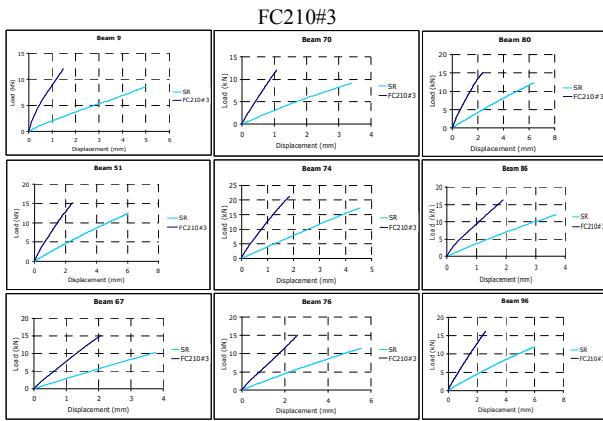 FC210#3
Beam 9
Load (kN)
15
10
5
0
0 1 2 3 4 5 6
Displacement (mm)
SR
FC210#3
Beam 70
Load (kN)
15
10
5
0
0 1 2 3 4
Displacement (mm)
SR
FC210#3
Beam 80
Load (kN)
20
15
10
5
0
0 2 4 6 8
Displacement (mm)
SR
FC210#3
Beam 51
Load (kN)
20
15
10
5
0
0 2 4 6 8
Displacement (mm)
SR
FC210#3
Beam 74
Load (kN)
25
20
15
10
5
0
0 1 2 3 4 5
Displacement (mm)
SR
FC210#3
Beam 86
Load (kN)
20
15
10
5
0
0 1 2 3 4
Displacement (mm)
SR
FC210#3
Beam 67
Load (kN)
20
15
10
5
0
0 1 2 3 4
Displacement (mm)
SR
FC210#3
Beam 76
Load (kN)
20
15
10
5
0
0 2 4 6
Displacement (mm)
SR
FC210#3
Beam 96
Load (kN)
20
15
10
5
0
0 2 4 6 8
Displacement (mm)
SR
FC210#3